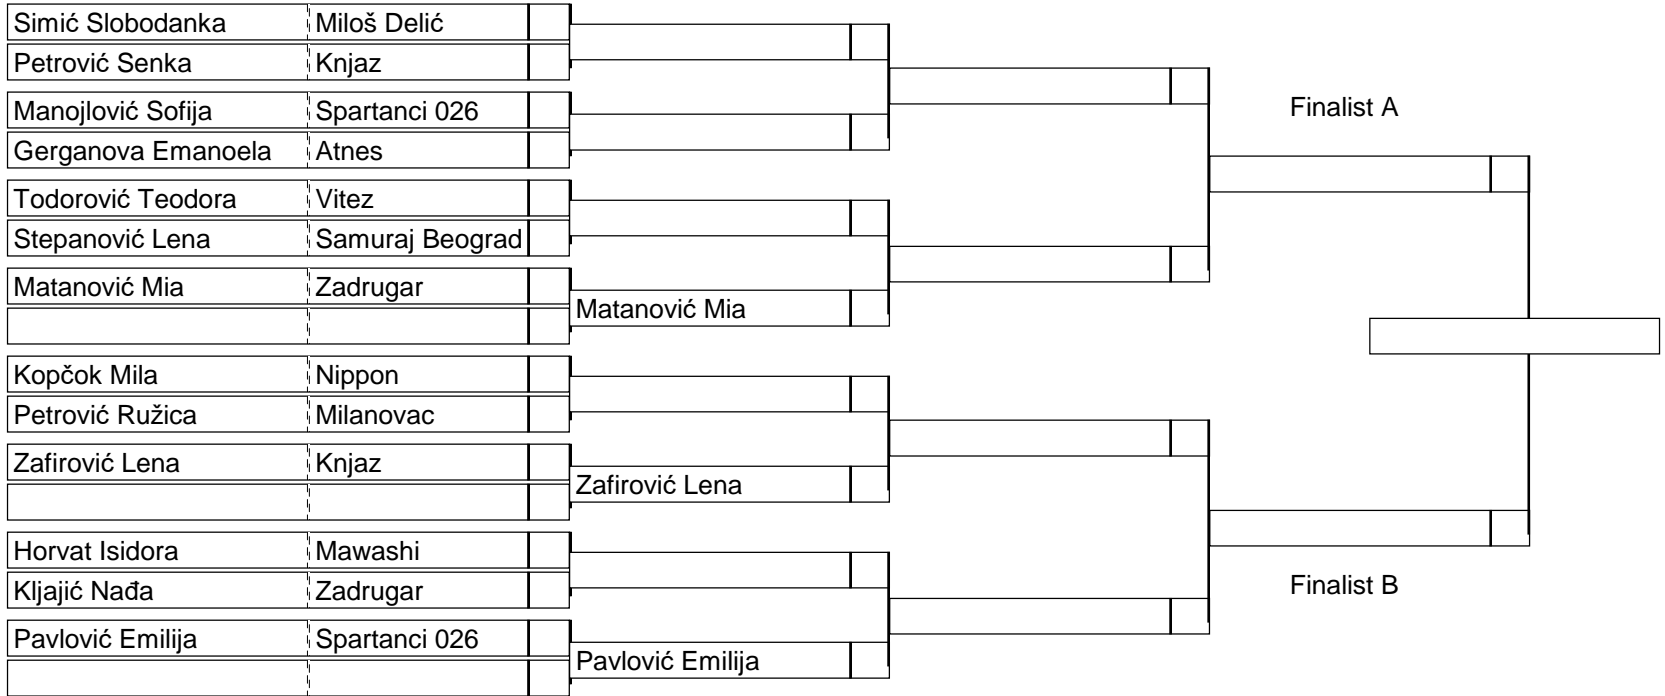 Simić Slobodanka Miloš Delić
Petrović Senka Knjaz
Manojlović Sofija Spartanci 026
Finalist A
Gerganova Emanoela Atnes
Todorović Teodora Vitez
Stepanović Lena Samuraj Beograd
Matanović Mia Zadrugar
Matanović Mia
Kopčok Mila Nippon
Petrović Ružica Milanovac
Zafirović Lena Knjaz
Zafirović Lena
Horvat Isidora Mawashi
Kljajić Nađa Zadrugar
Finalist B
Pavlović Emilija Spartanci 026
Pavlović Emilija